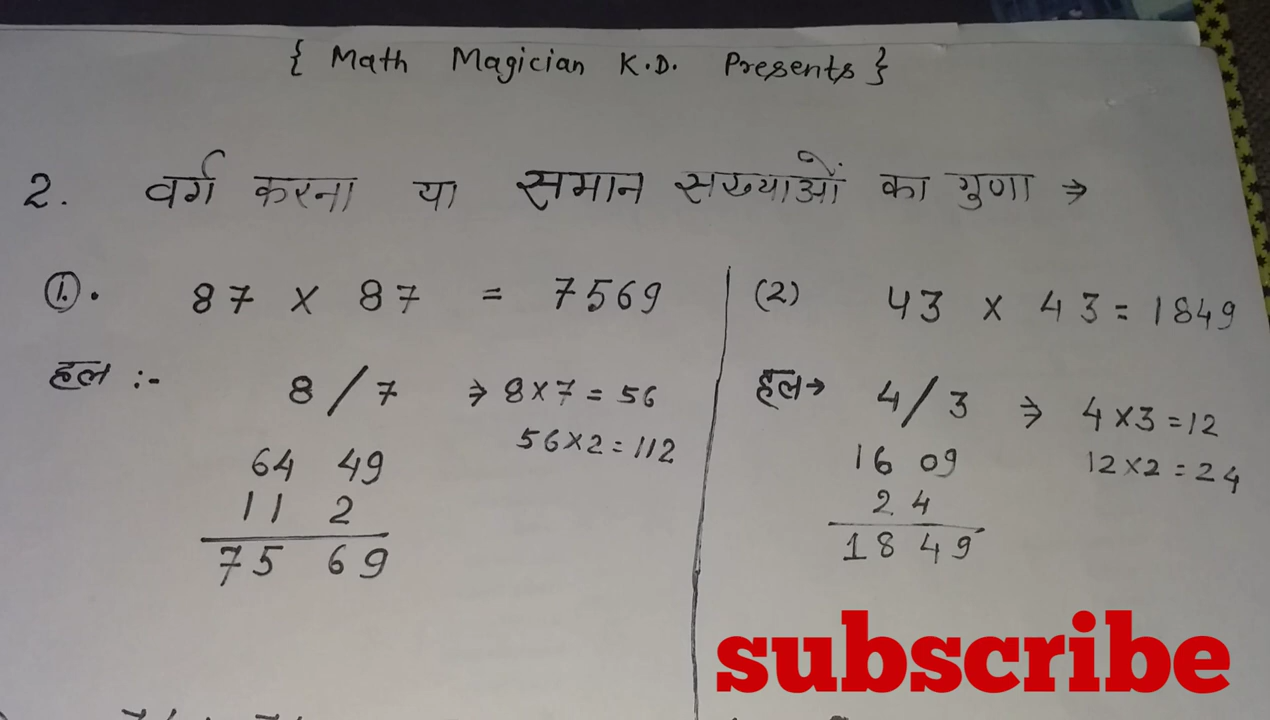 { Math Magician K.D. Presents }
2. वर्ग करना या समान सख्याओं का गुणा ⇒
①. 87 × 87 = 7569
हल :- 8 / 7 ⇒ 8×7 = 56
56×2 = 112
64 49
11 2
75 69
(2) 43 × 43 = 1849
हल→ 4 / 3 ⇒ 4×3 = 12
12×2 = 24
16 09
2 4
18 49
subscribe